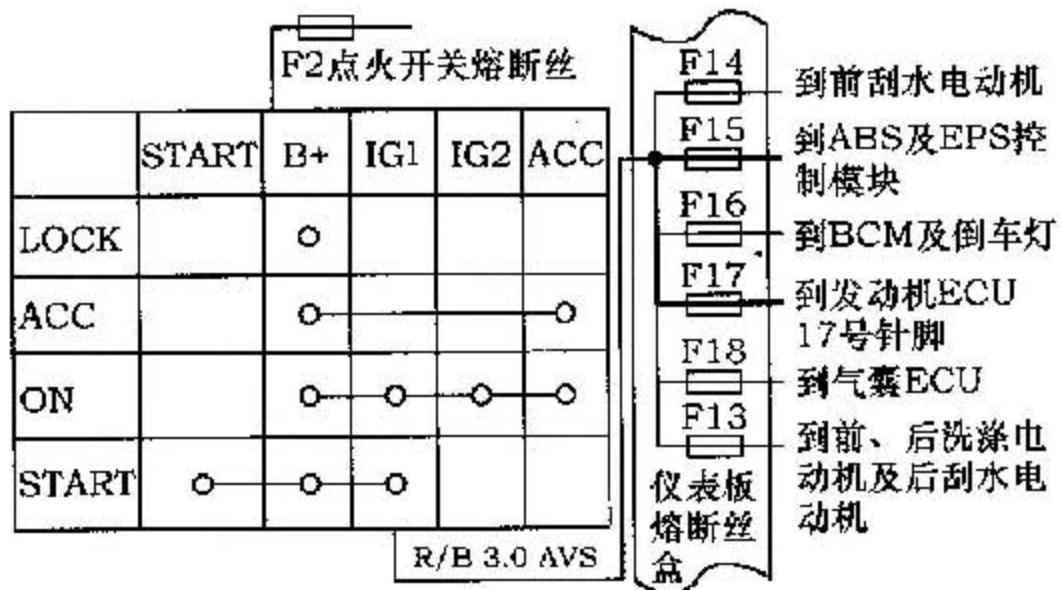 F2点火开关熔断丝
START B+ IG1 IG2 ACC
LOCK
ACC
ON
START
R/B 3.0 AVS
F14
到前刮水电动机
F15
到ABS及EPS控
制模块
F16
到BCM及倒车灯
F17
到发动机ECU
17号针脚
F18
到气囊ECU
F13
到前、后洗涤电
动机及后刮水电
动机
仪表板
熔断丝
盒